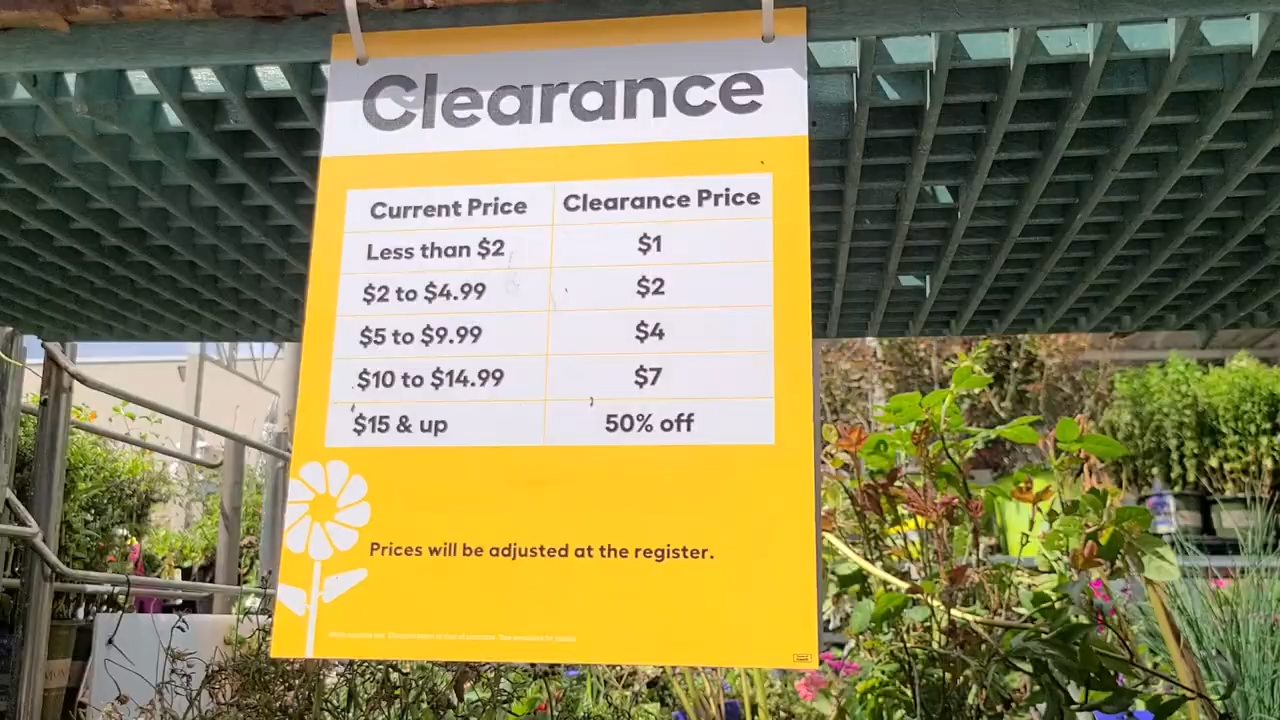 Clearance
Current Price Clearance Price
Less than $2 $1
$2 to $4.99 $2
$5 to $9.99 $4
$10 to $14.99 $7
$15 & up 50% off
Prices will be adjusted at the register.